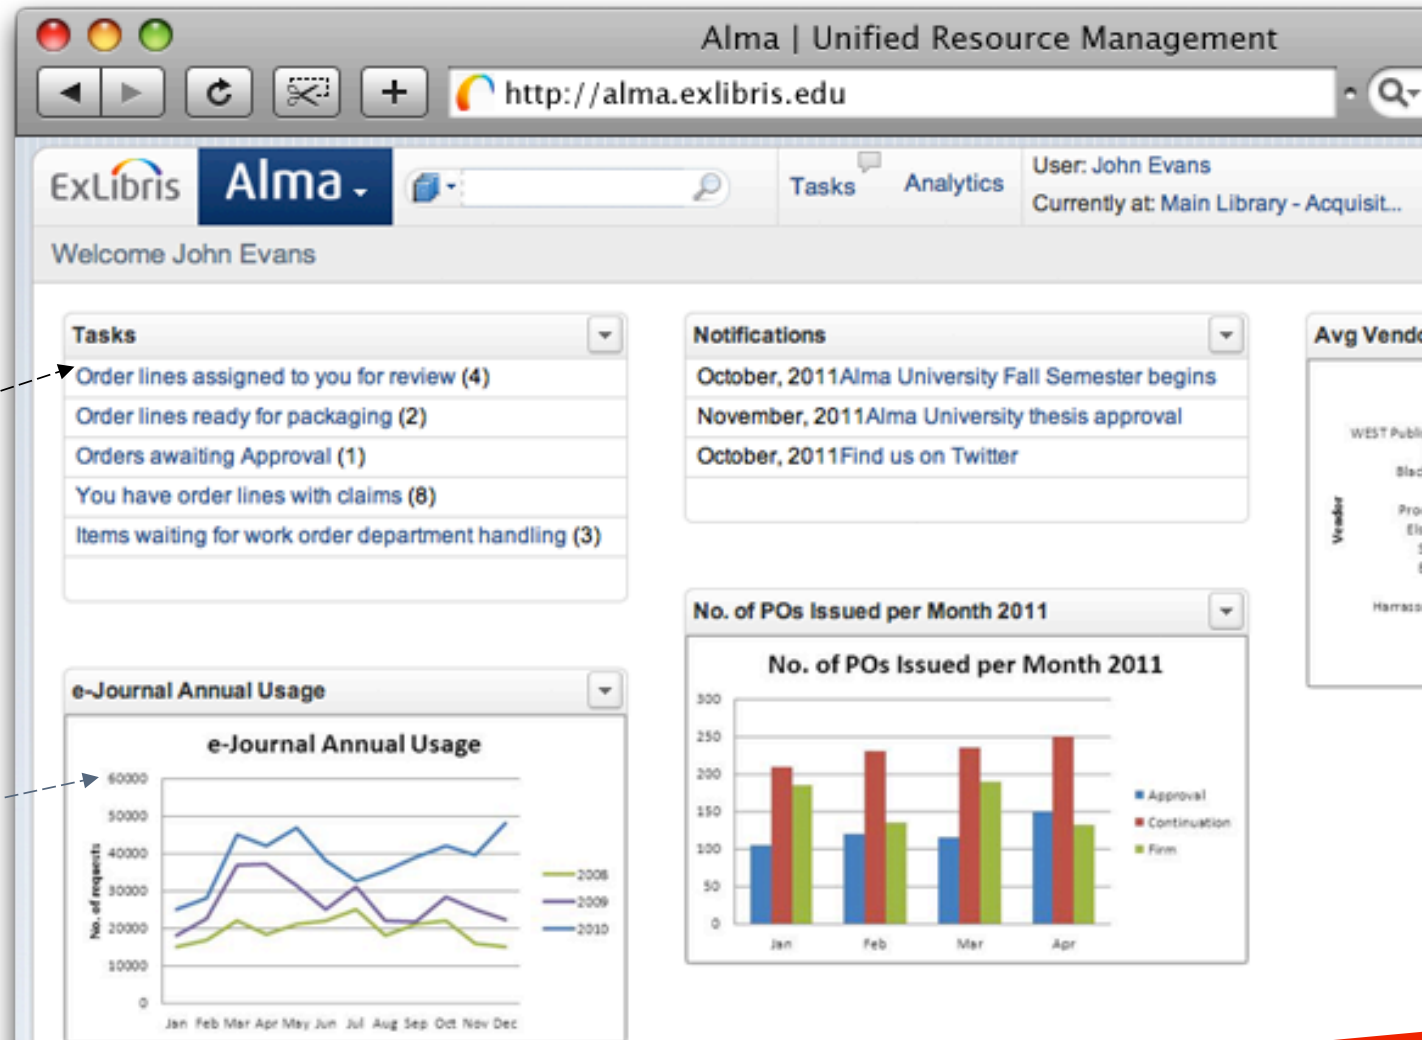 Alma | Unified Resource Management
http://alma.exlibris.edu
ExLibris
Alma
Tasks
Analytics
User: John Evans
Currently at: Main Library - Acquisit...
Welcome John Evans
Tasks
Order lines assigned to you for review (4)
Order lines ready for packaging (2)
Orders awaiting Approval (1)
You have order lines with claims (8)
Items waiting for work order department handling (3)
Notifications
October, 2011Alma University Fall Semester begins
November, 2011Alma University thesis approval
October, 2011Find us on Twitter
Avg
WEST
Vendor
No. of POs Issued per Month 2011
No. of POs Issued per Month 2011
300
250
200
150
100
50
0
Jan Feb Mar Apr
Approval
Continuation
Firm
e-Journal Annual Usage
e-Journal Annual Usage
No. of requests
60000
50000
40000
30000
20000
10000
0
Jan Feb Mar Apr May Jun Jul Aug Sep Oct Nov Dec
2008
2009
2010